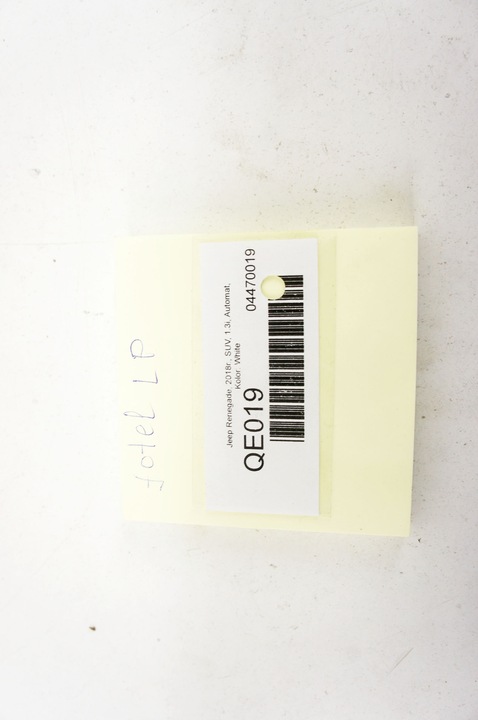 fotel LP
Jeep Renegade, 2018r., SUV, 1.3i, Automat,
Kolor: White
QE019
04470019